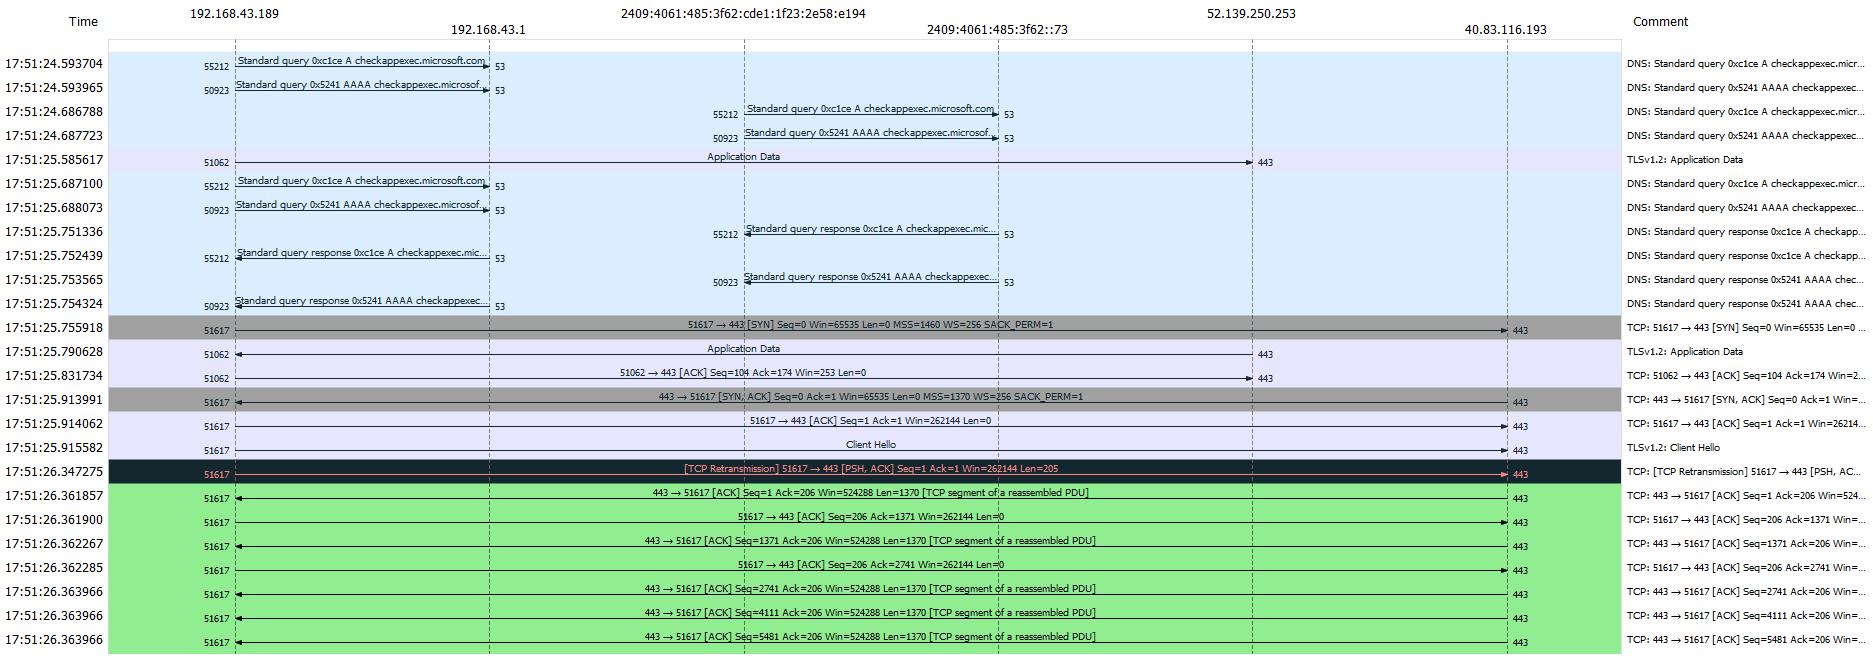 192.168.43.189 2409:4061:485:3f62:cde1:1f23:2e58:e194 52.139.250.253
Time 192.168.43.1 2409:4061:485:3f62::73 40.83.116.193 Comment
17:51:24.593704 55212 Standard query 0xc1ce A checkappexec.microsoft.com 53 DNS: Standard query 0xc1ce A checkappexec.micr...
17:51:24.593965 50923 Standard query 0x5241 AAAA checkappexec.microsof... 53 DNS: Standard query 0x5241 AAAA checkappexec...
17:51:24.686788 55212 Standard query 0xc1ce A checkappexec.microsoft.com 53 DNS: Standard query 0xc1ce A checkappexec.micr...
17:51:24.687723 50923 Standard query 0x5241 AAAA checkappexec.microsof... 53 DNS: Standard query 0x5241 AAAA checkappexec...
17:51:25.585617 51062 Application Data 443 TLSv1.2: Application Data
17:51:25.687100 55212 Standard query 0xc1ce A checkappexec.microsoft.com 53 DNS: Standard query 0xc1ce A checkappexec.micr...
17:51:25.688073 50923 Standard query 0x5241 AAAA checkappexec.microsof... 53 DNS: Standard query 0x5241 AAAA checkappexec...
17:51:25.751336 55212 Standard query response 0xc1ce A checkappexec.mic... 53 DNS: Standard query response 0xc1ce A checkapp...
17:51:25.752439 55212 Standard query response 0xc1ce A checkappexec.mic... 53 DNS: Standard query response 0xc1ce A checkapp...
17:51:25.753565 50923 Standard query response 0x5241 AAAA checkappexec... 53 DNS: Standard query response 0x5241 AAAA chec...
17:51:25.754324 50923 Standard query response 0x5241 AAAA checkappexec... 53 DNS: Standard query response 0x5241 AAAA chec...
17:51:25.755918 51617 51617 → 443 [SYN] Seq=0 Win=65535 Len=0 MSS=1460 WS=256 SACK_PERM=1 443 TCP: 51617 → 443 [SYN] Seq=0 Win=65535 Len=0 ...
17:51:25.790628 51062 Application Data 443 TLSv1.2: Application Data
17:51:25.831734 51062 51062 → 443 [ACK] Seq=104 Ack=174 Win=253 Len=0 443 TCP: 51062 → 443 [ACK] Seq=104 Ack=174 Win=2...
17:51:25.913991 51617 443 → 51617 [SYN, ACK] Seq=0 Ack=1 Win=65535 Len=0 MSS=1370 WS=256 SACK_PERM=1 443 TCP: 443 → 51617 [SYN, ACK] Seq=0 Ack=1 Win=...
17:51:25.914062 51617 51617 → 443 [ACK] Seq=1 Ack=1 Win=262144 Len=0 443 TCP: 51617 → 443 [ACK] Seq=1 Ack=1 Win=26214...
17:51:25.915582 51617 Client Hello 443 TLSv1.2: Client Hello
17:51:26.347275 51617 [TCP Retransmission] 51617 → 443 [PSH, ACK] Seq=1 Ack=1 Win=262144 Len=205 443 TCP: [TCP Retransmission] 51617 → 443 [PSH, AC...
17:51:26.361857 51617 443 → 51617 [ACK] Seq=1 Ack=206 Win=524288 Len=1370 [TCP segment of a reassembled PDU] 443 TCP: 443 → 51617 [ACK] Seq=1 Ack=206 Win=524...
17:51:26.361900 51617 51617 → 443 [ACK] Seq=206 Ack=1371 Win=262144 Len=0 443 TCP: 51617 → 443 [ACK] Seq=206 Ack=1371 Win=...
17:51:26.362267 51617 443 → 51617 [ACK] Seq=1371 Ack=206 Win=524288 Len=1370 [TCP segment of a reassembled PDU] 443 TCP: 443 → 51617 [ACK] Seq=1371 Ack=206 Win=...
17:51:26.362285 51617 51617 → 443 [ACK] Seq=206 Ack=2741 Win=262144 Len=0 443 TCP: 51617 → 443 [ACK] Seq=206 Ack=2741 Win=...
17:51:26.363966 51617 443 → 51617 [ACK] Seq=2741 Ack=206 Win=524288 Len=1370 [TCP segment of a reassembled PDU] 443 TCP: 443 → 51617 [ACK] Seq=2741 Ack=206 Win=...
17:51:26.363966 51617 443 → 51617 [ACK] Seq=4111 Ack=206 Win=524288 Len=1370 [TCP segment of a reassembled PDU] 443 TCP: 443 → 51617 [ACK] Seq=4111 Ack=206 Win=...
17:51:26.363966 51617 443 → 51617 [ACK] Seq=5481 Ack=206 Win=524288 Len=1370 [TCP segment of a reassembled PDU] 443 TCP: 443 → 51617 [ACK] Seq=5481 Ack=206 Win=...